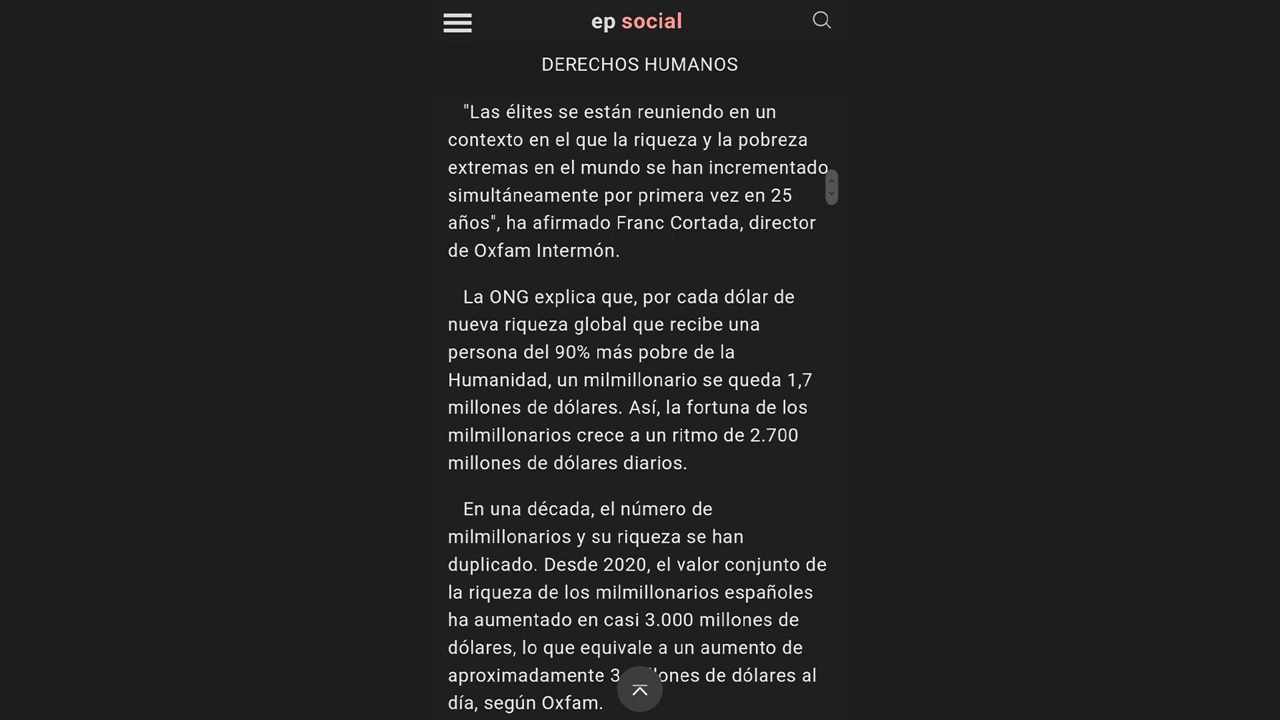 ep social
DERECHOS HUMANOS
"Las élites se están reuniendo en un
contexto en el que la riqueza y la pobreza
extremas en el mundo se han incrementado
simultáneamente por primera vez en 25
años", ha afirmado Franc Cortada, director
de Oxfam Intermón.
La ONG explica que, por cada dólar de
nueva riqueza global que recibe una
persona del 90% más pobre de la
Humanidad, un milmillonario se queda 1,7
millones de dólares. Así, la fortuna de los
milmillonarios crece a un ritmo de 2.700
millones de dólares diarios.
En una década, el número de
milmillonarios y su riqueza se han
duplicado. Desde 2020, el valor conjunto de
la riqueza de los milmillonarios españoles
ha aumentado en casi 3.000 millones de
dólares, lo que equivale a un aumento de
aproximadamente 3 de dólares al
día, según Oxfam.